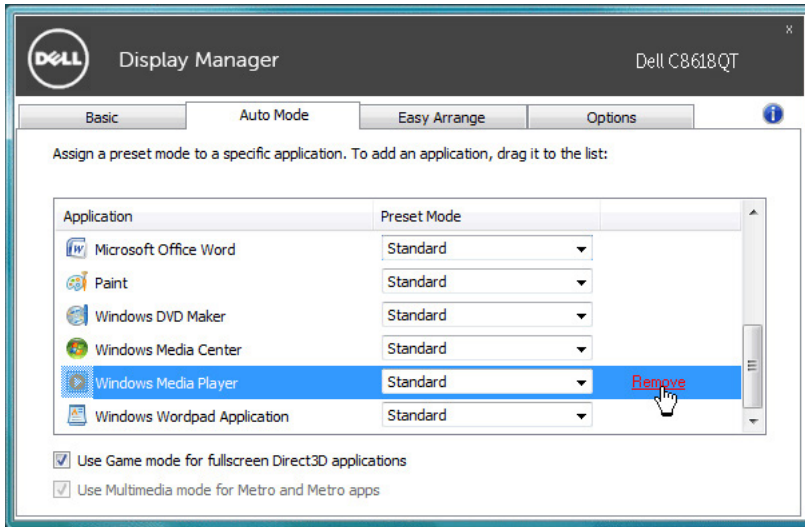 x
DELL Display Manager Dell C8618QT
Basic Auto Mode Easy Arrange Options i
Assign a preset mode to a specific application. To add an application, drag it to the list:
Application Preset Mode
W Microsoft Office Word Standard
Paint Standard
Windows DVD Maker Standard
Windows Media Center Standard
Windows Media Player Standard Remove
Windows Wordpad Application Standard
Use Game mode for fullscreen Direct3D applications
Use Multimedia mode for Metro and Metro apps